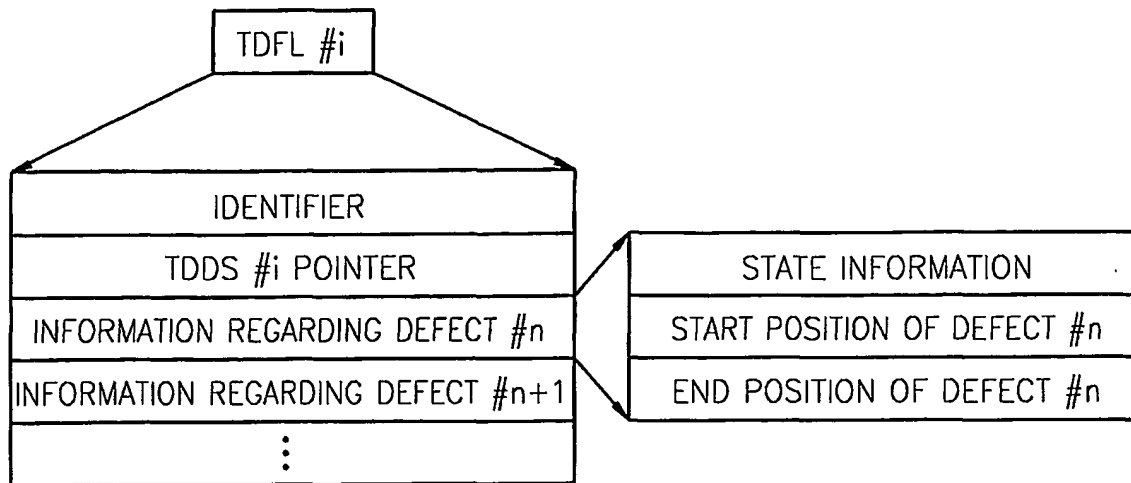 TDFL #i
IDENTIFIER
TDDS #i POINTER
INFORMATION REGARDING DEFECT #n
INFORMATION REGARDING DEFECT #n+1
⋮
STATE INFORMATION
START POSITION OF DEFECT #n
END POSITION OF DEFECT #n